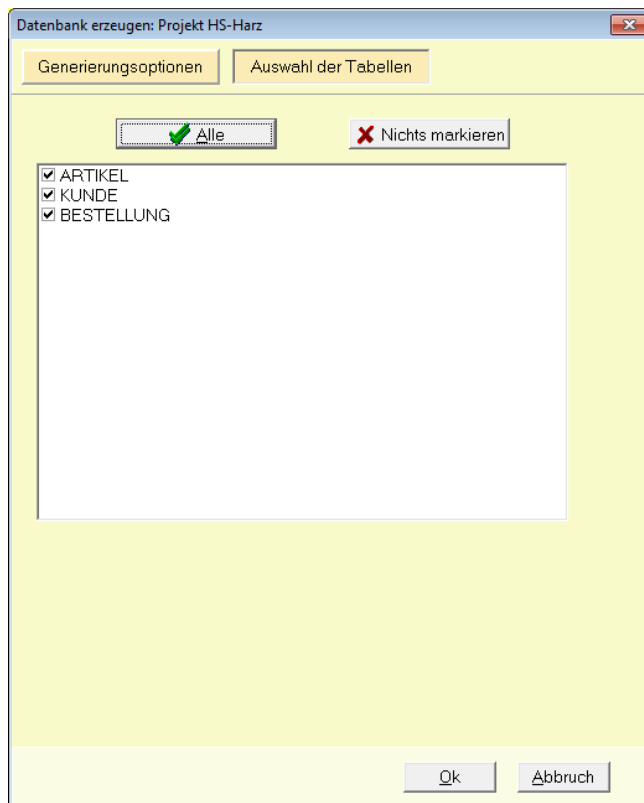 Datenbank erzeugen: Projekt HS-Harz
Generierungsoptionen
Auswahl der Tabellen
Alle
Nichts markieren
ARTIKEL
KUNDE
BESTELLUNG
Ok
Abbruch